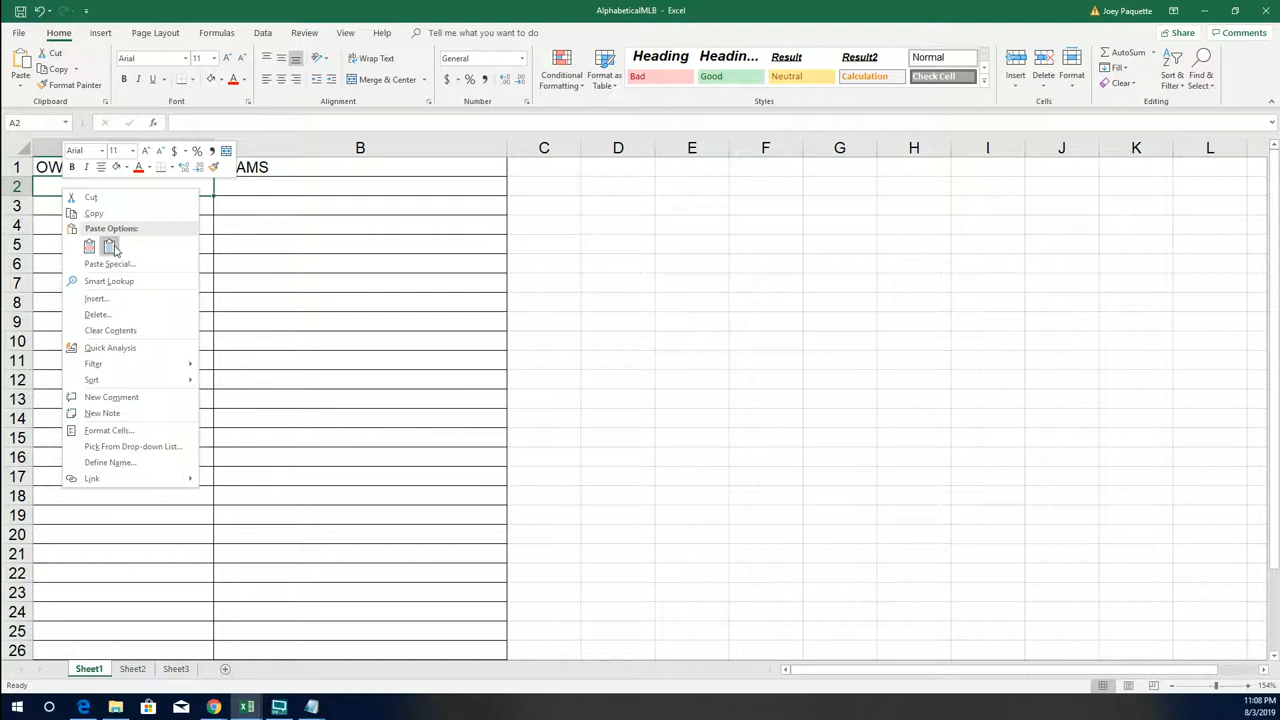 AlphabeticalMLB - Excel
Joey Paquette
File Home Insert Page Layout Formulas Data Review View Help Tell me what you want to do
Share Comments
Paste
Cut
Copy
Format Painter
Clipboard
Arial 11
B I U
Font
Wrap Text
Merge & Center
Alignment
General
$ % ,
Number
Conditional Formatting
Format as Table
Heading Headin... Result Result2 Normal
Bad Good Neutral Calculation Check Cell
Styles
Insert Delete Format
Cells
AutoSum
Fill
Clear
Sort & Filter
Find & Select
Editing
A2
fx
Arial 11 A A $ % ,
B I A
B C D E F G H I J K L
1 OW AMS
2
3
4
5
6
7
8
9
10
11
12
13
14
15
16
17
18
19
20
21
22
23
24
25
26
Cut
Copy
Paste Options:
Paste Special...
Smart Lookup
Insert...
Delete...
Clear Contents
Quick Analysis
Filter
Sort
New Comment
New Note
Format Cells...
Pick From Drop-down List...
Define Name...
Link
Sheet1 Sheet2 Sheet3
Ready
154%
11:08 PM
8/3/2019